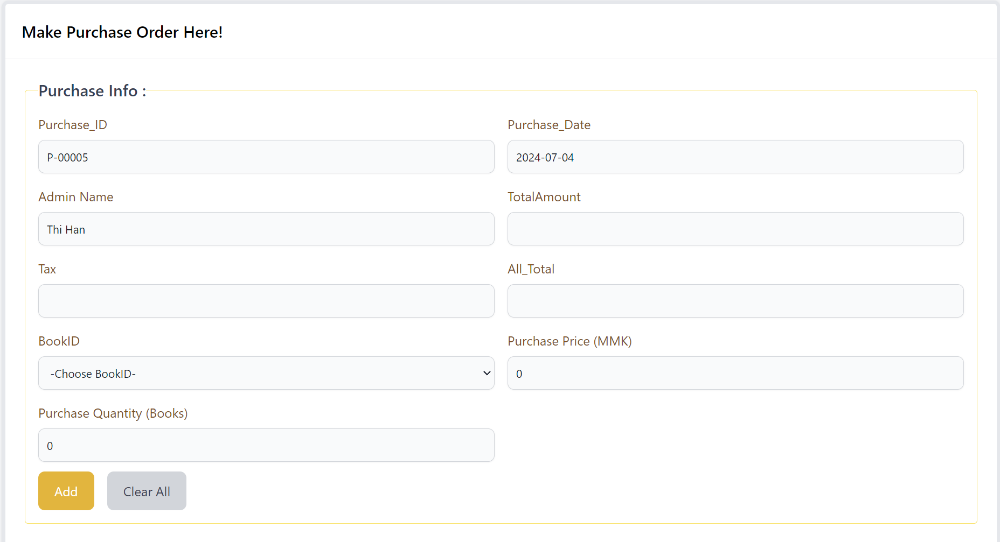 Make Purchase Order Here!
Purchase Info :
Purchase_ID
Purchase_Date
P-00005
2024-07-04
Admin Name
TotalAmount
Thi Han
Tax
All_Total
BookID
Purchase Price (MMK)
-Choose BookID-
0
Purchase Quantity (Books)
0
Add
Clear All